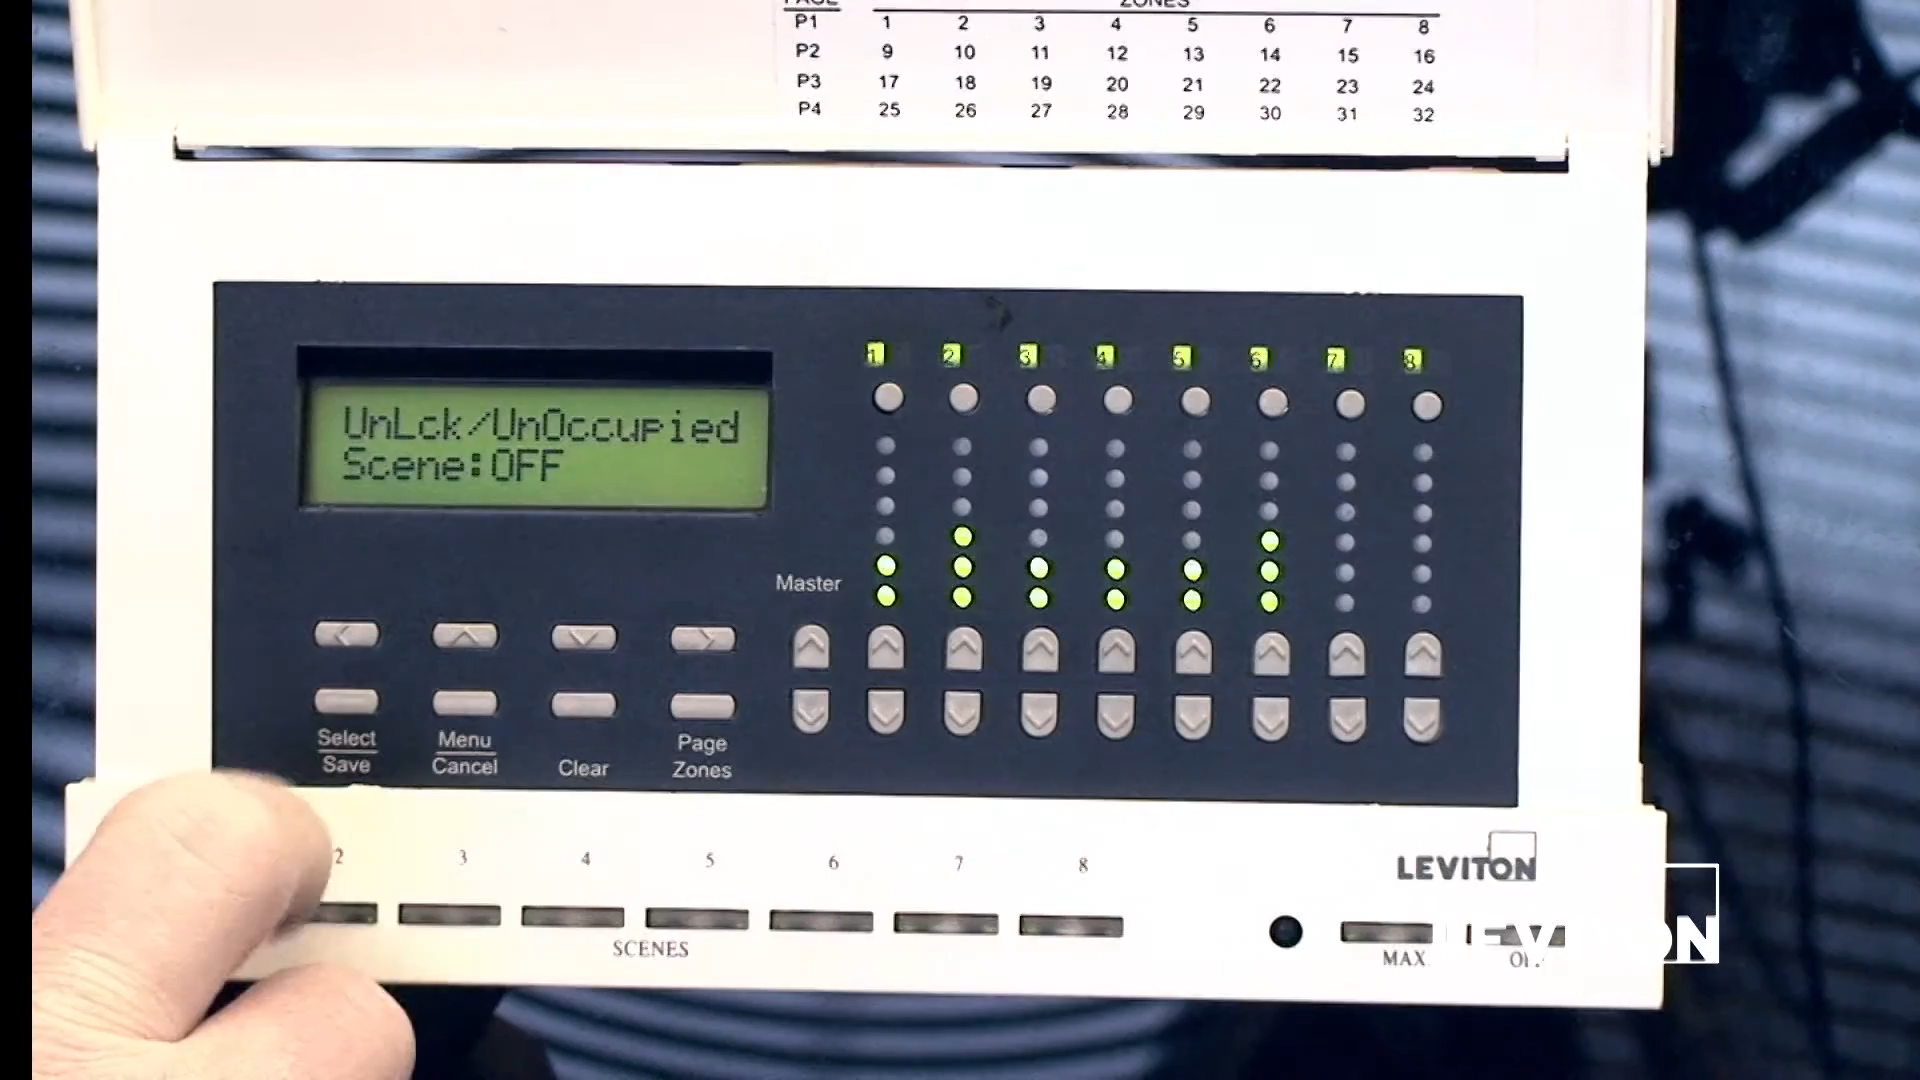 PAGE ZONES
P1 1 2 3 4 5 6 7 8
P2 9 10 11 12 13 14 15 16
P3 17 18 19 20 21 22 23 24
P4 25 26 27 28 29 30 31 32
1 2 3 4 5 6 7 8
UnLck/UnOccupied
Scene:OFF
Master
Select
Save
Menu
Cancel
Clear
Page
Zones
2 3 4 5 6 7 8
SCENES
LEVITON
MAX
LEVITON